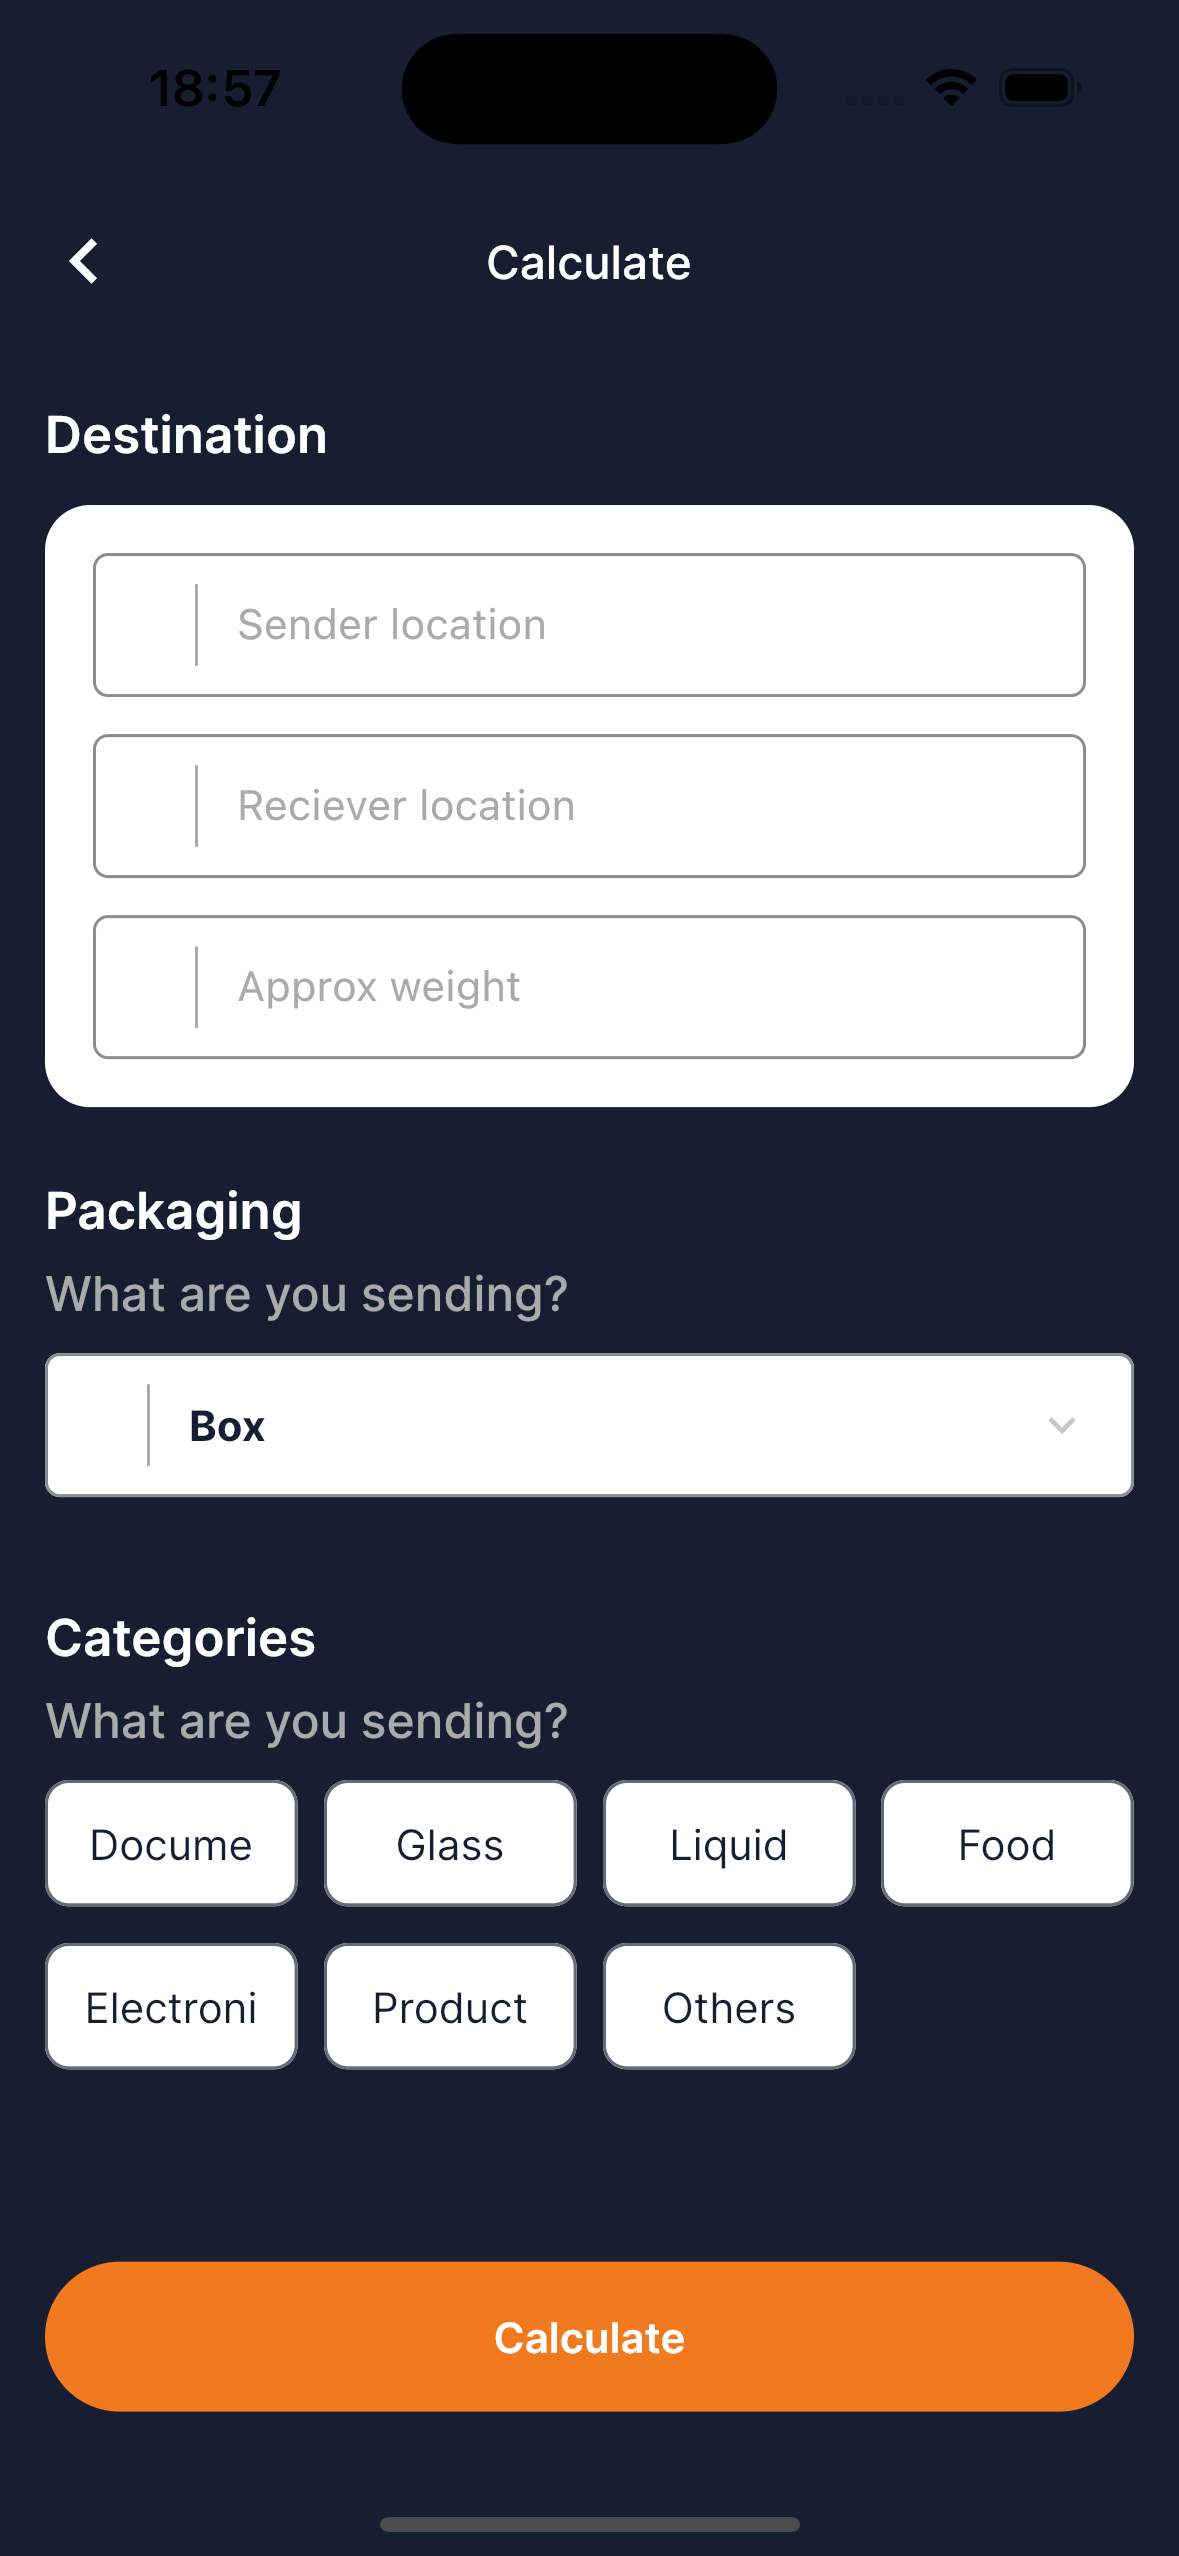 18:57
Calculate
Destination
Sender location
Reciever location
Approx weight
Packaging
What are you sending?
Box
Categories
What are you sending?
Docume Glass Liquid Food
Electroni Product Others
Calculate